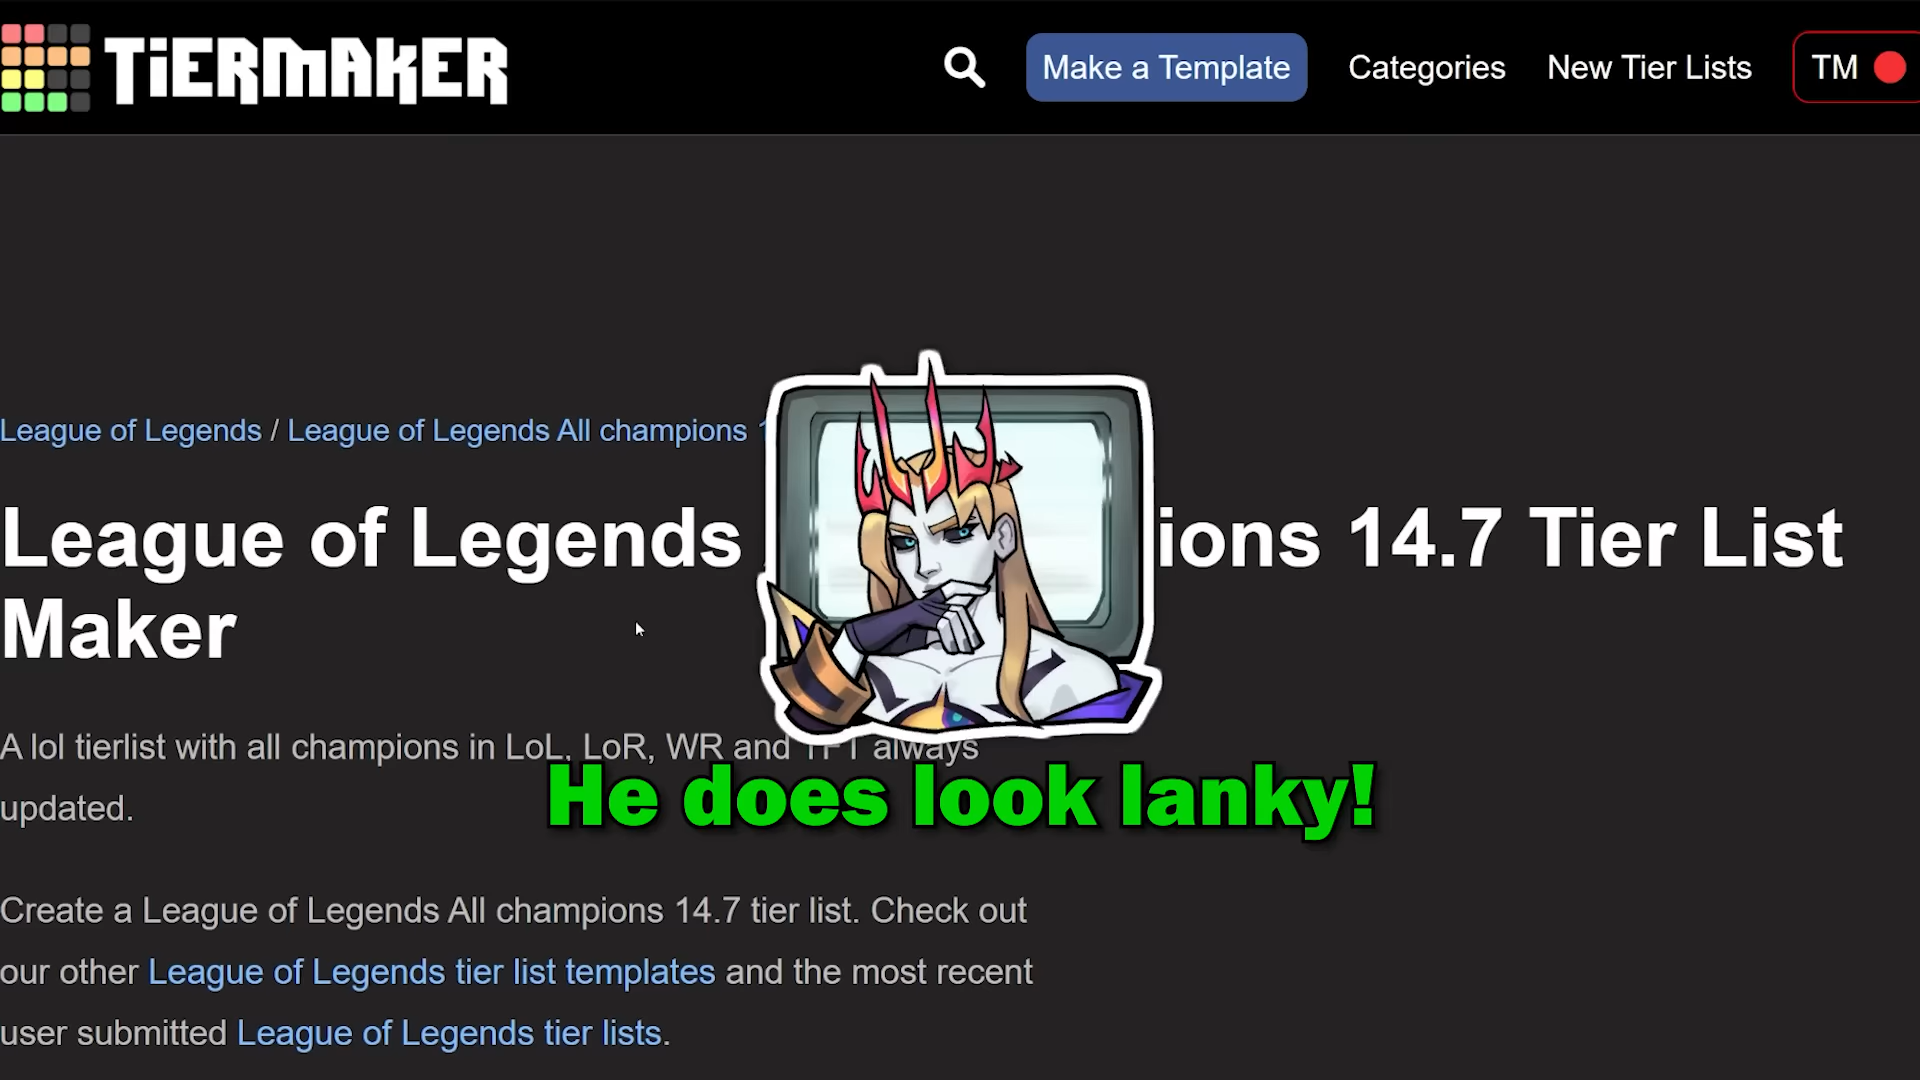 TiERMAKER
Make a Template
Categories
New Tier Lists
TM
League of Legends / League of Legends All champions
League of Legends ions 14.7 Tier List
Maker
A lol tierlist with all champions in LoL, LoR, WR and TFT always
updated.
He does look lanky!
Create a League of Legends All champions 14.7 tier list. Check out
our other League of Legends tier list templates and the most recent
user submitted League of Legends tier lists.